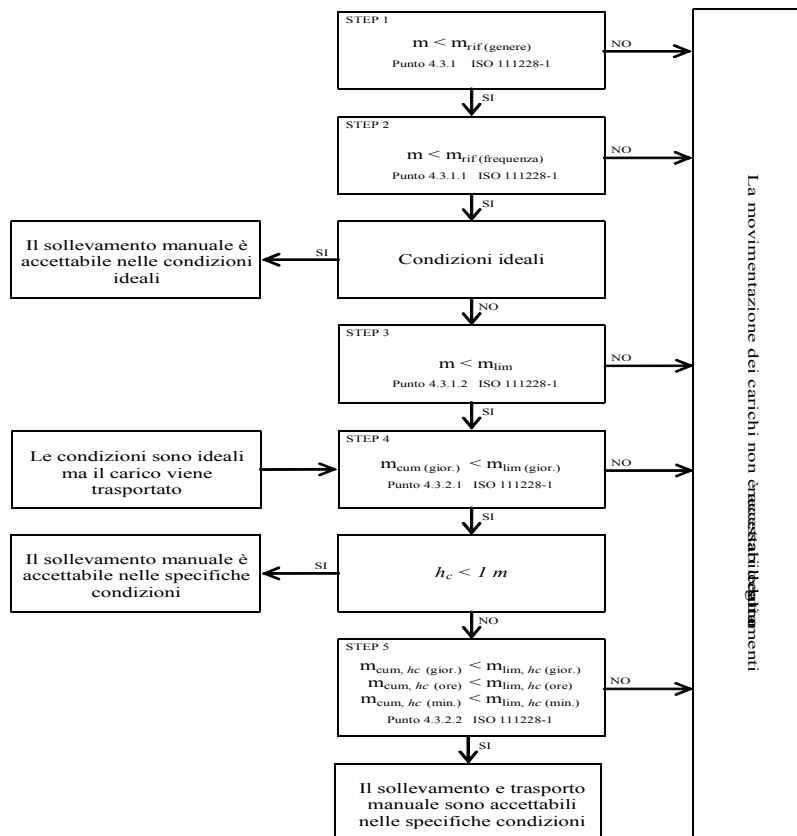 STEP 1
m < mrif (genere)
Punto 4.3.1 ISO 111228-1
NO
SI
STEP 2
m < mrif (frequenza)
Punto 4.3.1.1 ISO 111228-1
NO
SI
Il sollevamento manuale è
accettabile nelle condizioni
ideali
SI
Condizioni ideali
NO
STEP 3
m < mlim
Punto 4.3.1.2 ISO 111228-1
NO
SI
Le condizioni sono ideali
ma il carico viene
trasportato
STEP 4
mcum (gior.) < mlim (gior.)
Punto 4.3.2.1 ISO 111228-1
NO
SI
Il sollevamento manuale è
accettabile nelle specifiche
condizioni
SI
hc < 1 m
NO
STEP 5
mcum, hc (gior.) < mlim, hc (gior.)
mcum, hc (ore) < mlim, hc (ore)
mcum, hc (min.) < mlim, hc (min.)
Punto 4.3.2.2 ISO 111228-1
NO
SI
Il sollevamento e trasporto
manuale sono accettabili
nelle specifiche condizioni
La movimentazione dei carichi non è